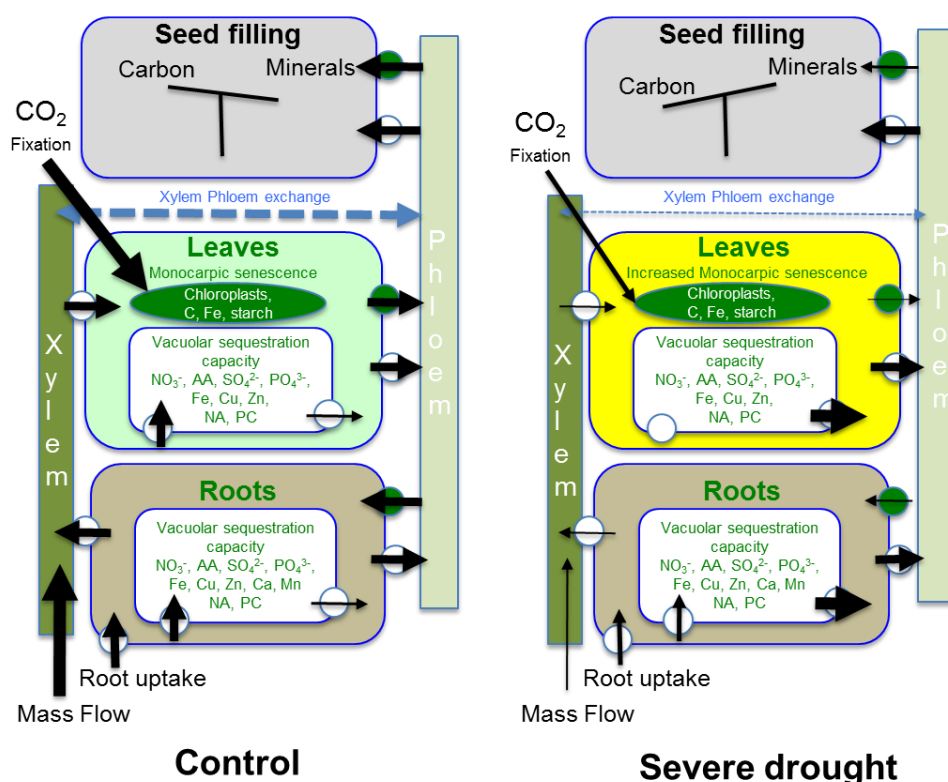 Seed filling
Carbon
Minerals
CO₂
Fixation
Xylem Phloem exchange
Leaves
Monocarpic senescence
Chloroplasts,
C, Fe, starch
Vacuolar sequestration
capacity
NO₃⁻, AA, SO₄²⁻, PO₄³⁻,
Fe, Cu, Zn,
NA, PC
Xylem
Phloem
Roots
Vacuolar sequestration
capacity
NO₃⁻, AA, SO₄²⁻, PO₄³⁻,
Fe, Cu, Zn, Ca, Mn
NA, PC
Root uptake
Mass Flow
Control
Seed filling
Carbon
Minerals
CO₂
Fixation
Xylem Phloem exchange
Leaves
Increased Monocarpic senescence
Chloroplasts,
C, Fe, starch
Vacuolar sequestration
capacity
NO₃⁻, AA, SO₄²⁻, PO₄³⁻,
Fe, Cu, Zn,
NA, PC
Xylem
Phloem
Roots
Vacuolar sequestration
capacity
NO₃⁻, AA, SO₄²⁻, PO₄³⁻,
Fe, Cu, Zn, Ca, Mn
NA, PC
Root uptake
Mass Flow
Severe drought